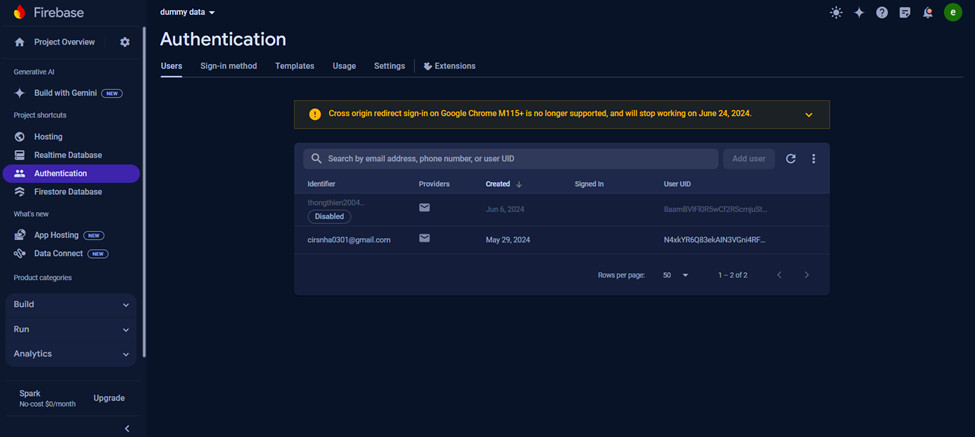 Firebase
dummy data
e
Project Overview
Authentication
Users Sign-in method Templates Usage Settings Extensions
Generative AI
Build with Gemini NEW
Project shortcuts
Hosting
Realtime Database
Authentication
Firestore Database
What's new
App Hosting NEW
Data Connect NEW
Product categories
Build
Run
Analytics
Spark
No-cost $0/month
Upgrade
Cross origin redirect sign-in on Google Chrome M115+ is no longer supported, and will stop working on June 24, 2024.
Search by email address, phone number, or user UID
Add user
Identifier Providers Created Signed In User UID
thongthien2004...
Disabled
Jun 6, 2024
cirsnha0301@gmail.com May 29, 2024 N4xkYR6Q83ekAIN3VGni4RF...
Rows per page: 50 1 – 2 of 2